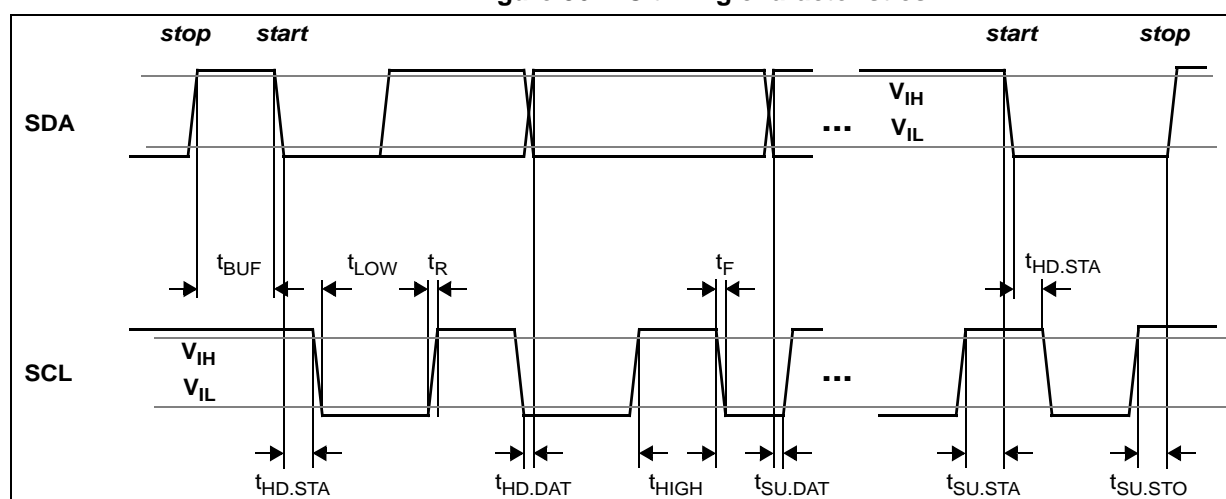 stop start start stop
SDA
V_IH
V_IL
...
t_BUF t_LOW t_R t_F t_HD.STA
SCL
V_IH
V_IL
...
t_HD.STA t_HD.DAT t_HIGH t_SU.DAT t_SU.STA t_SU.STO